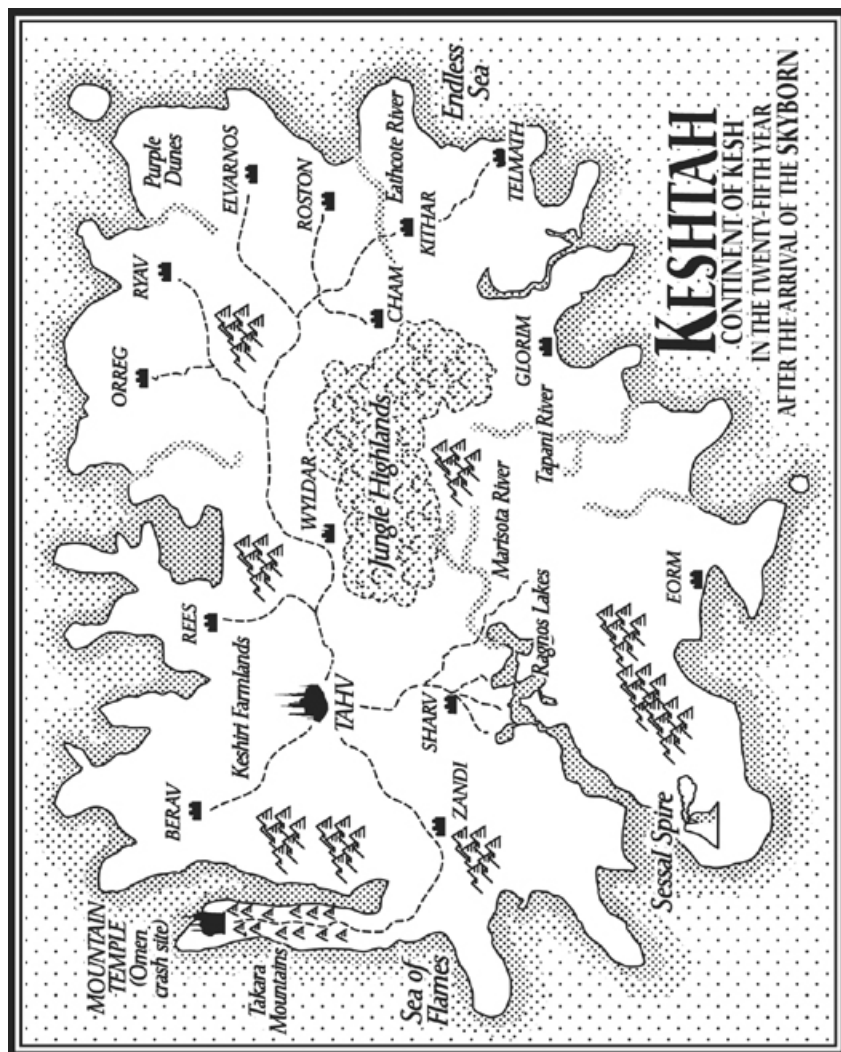 MOUNTAIN
TEMPLE
(Omen
crash site)
Takara
Mountains
Sea of
Flames
BERAV
Keshiri Farmlands
REES
ORREG
RYAV
Purple
Dunes
ELVARNOS
ROSTON
TAHV
WYLDAR
Jungle Highlands
CHAM
Eathcote River
KITHAR
Endless
Sea
TELMATH
ZANDI
SHARV
Ragnos Lakes
Marisota River
Tapani River
GLORIM
Sessal Spire
EORM
KESHTAH
CONTINENT OF KESH
IN THE TWENTY-FIFTH YEAR
AFTER THE ARRIVAL OF THE SKYBORN